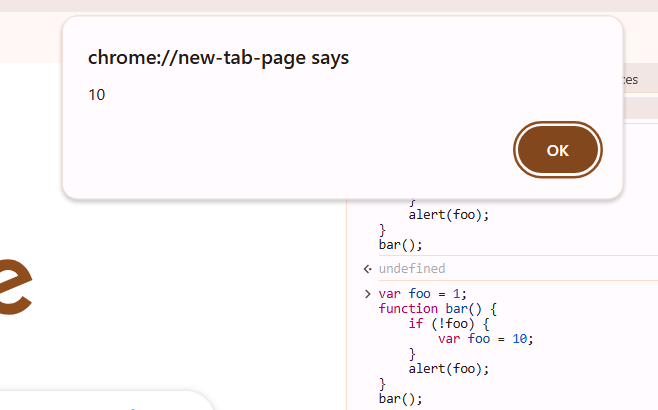 chrome://new-tab-page says
10
OK
ces
}
alert(foo);
}
bar();
undefined
var foo = 1;
function bar() {
if (!foo) {
var foo = 10;
}
alert(foo);
}
bar();
e